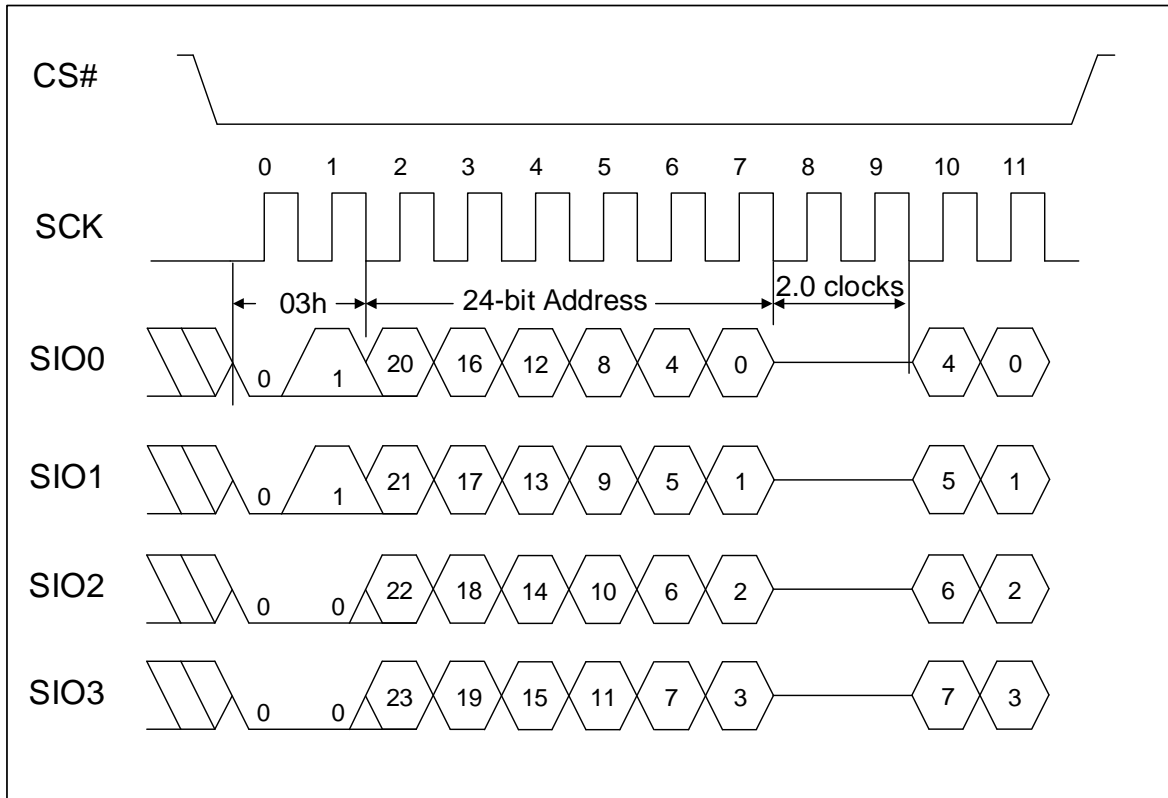 CS#
0 1 2 3 4 5 6 7 8 9 10 11
SCK
03h 24-bit Address 2.0 clocks
SIO0 0 1 20 16 12 8 4 0 4 0
SIO1 0 1 21 17 13 9 5 1 5 1
SIO2 0 0 22 18 14 10 6 2 6 2
SIO3 0 0 23 19 15 11 7 3 7 3